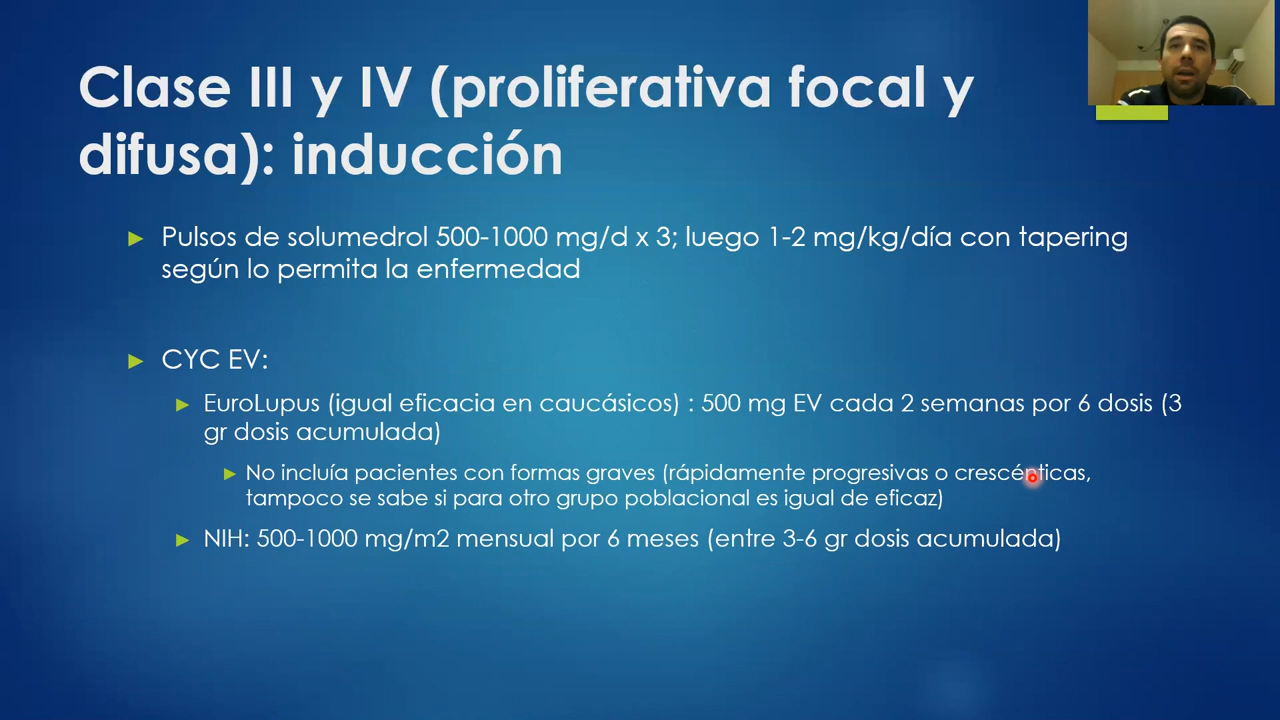 Clase III y IV (proliferativa focal y
difusa): inducción
Pulsos de solumedrol 500-1000 mg/d x 3; luego 1-2 mg/kg/día con tapering
según lo permita la enfermedad
CYC EV:
EuroLupus (igual eficacia en caucásicos) : 500 mg EV cada 2 semanas por 6 dosis (3
gr dosis acumulada)
No incluía pacientes con formas graves (rápidamente progresivas o crescénticas,
tampoco se sabe si para otro grupo poblacional es igual de eficaz)
NIH: 500-1000 mg/m2 mensual por 6 meses (entre 3-6 gr dosis acumulada)